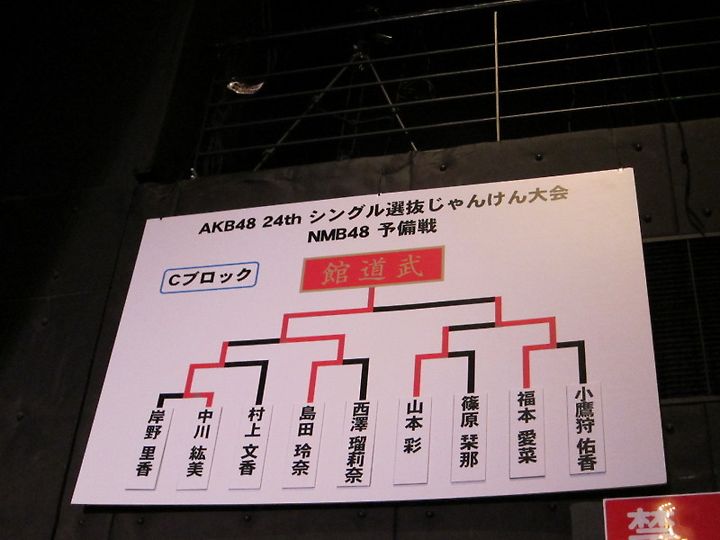 AKB48 24th シングル選抜じゃんけん大会
NMB48 予備戦
Cブロック
館道武
岸野 里香
中川 紘美
村上 文香
島田 玲奈
西澤 瑠莉奈
山本 彩
篠原 栞那
福本 愛菜
小鷹狩 佑香
禁